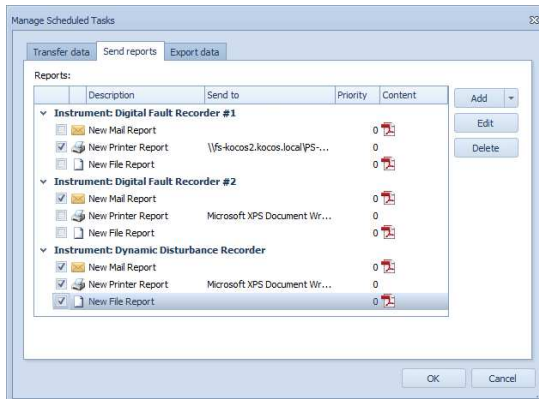 Manage Scheduled Tasks
Transfer data Send reports Export data
Reports:
Description Send to Priority Content
Instrument: Digital Fault Recorder #1
New Mail Report 0
New Printer Report \\fs-kocos2.kocos.local\PS-... 0
New File Report 0
Instrument: Digital Fault Recorder #2
New Mail Report 0
New Printer Report Microsoft XPS Document Wr... 0
New File Report 0
Instrument: Dynamic Disturbance Recorder
New Mail Report 0
New Printer Report Microsoft XPS Document Wr... 0
New File Report 0
Add
Edit
Delete
OK Cancel